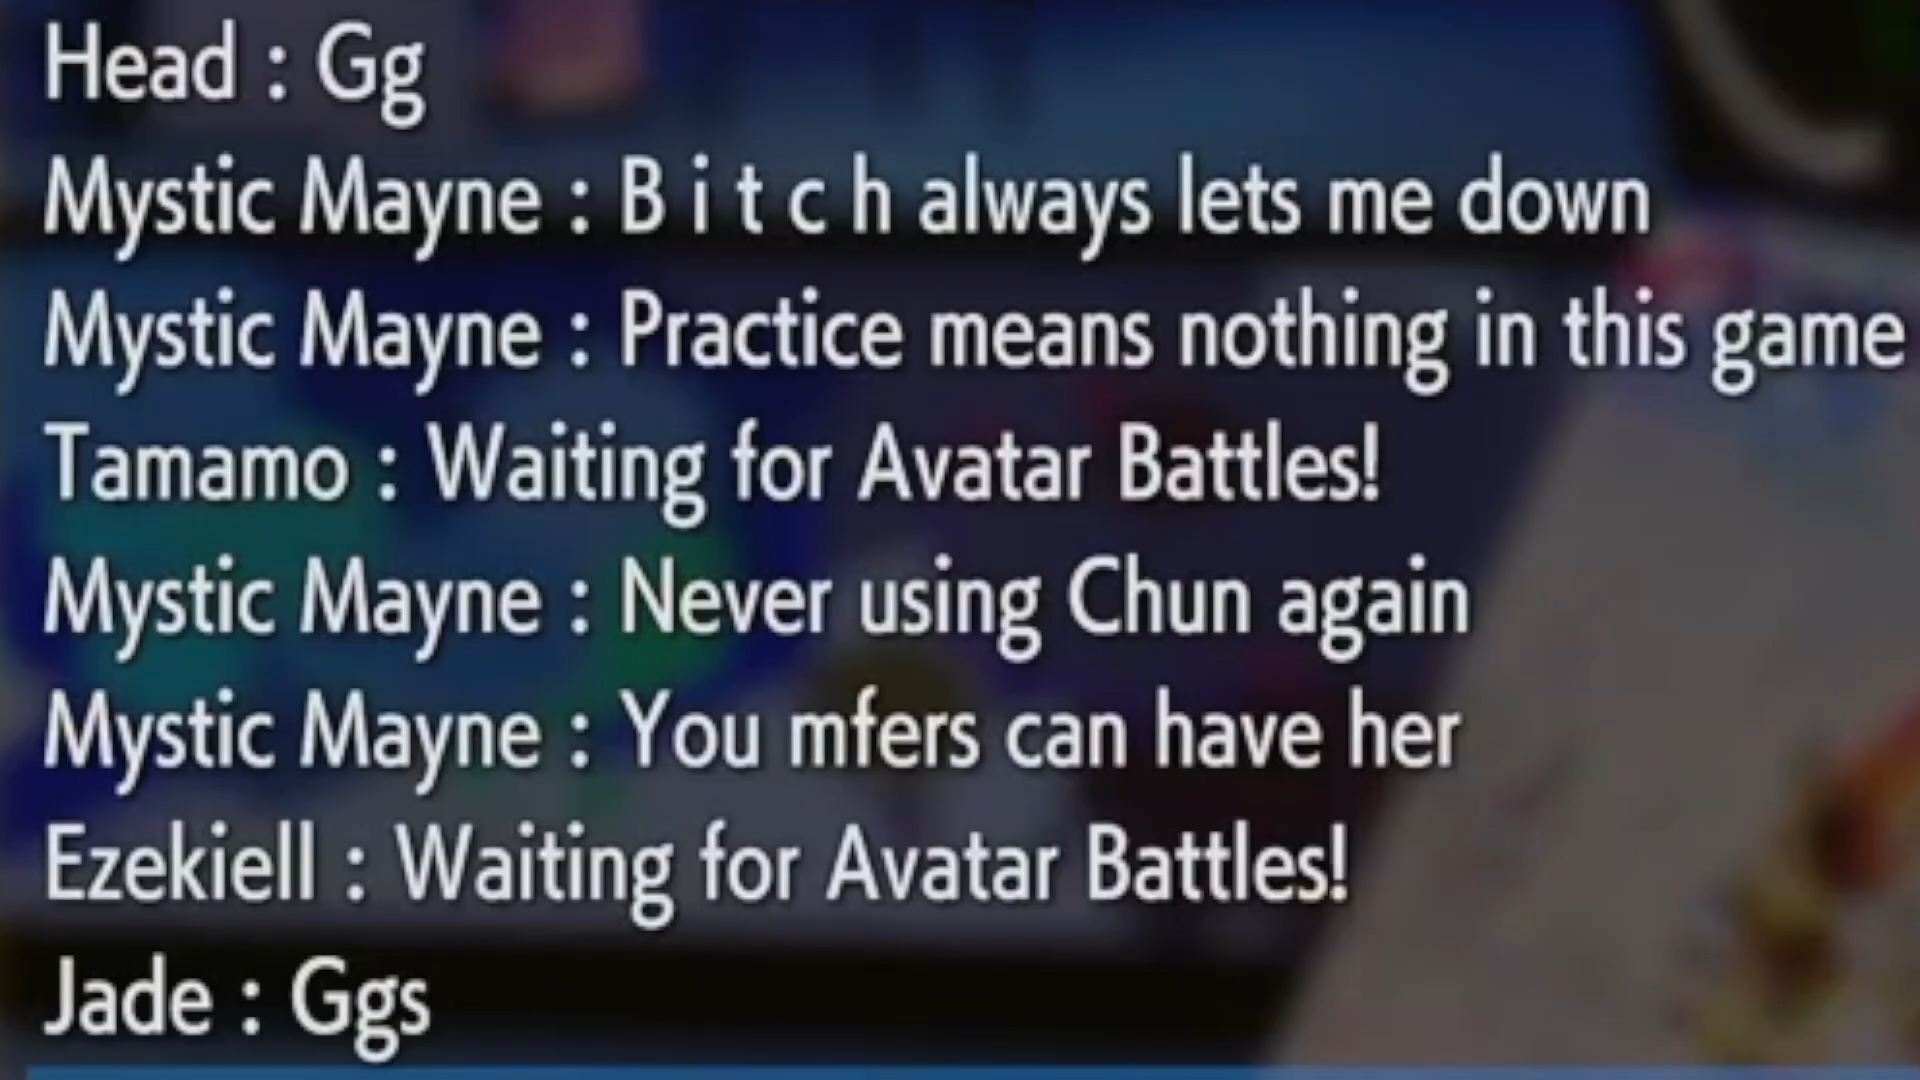 Head : Gg
Mystic Mayne : B i t c h always lets me down
Mystic Mayne : Practice means nothing in this game
Tamamo : Waiting for Avatar Battles!
Mystic Mayne : Never using Chun again
Mystic Mayne : You mfers can have her
Ezekiell : Waiting for Avatar Battles!
Jade : Ggs